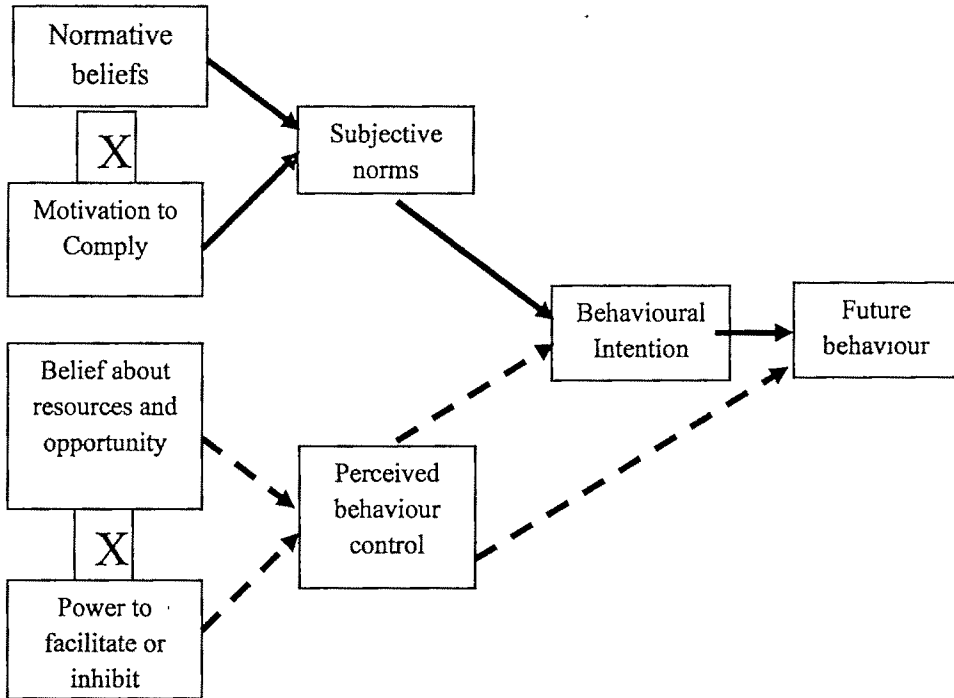 Normative
beliefs
X
Motivation to
Comply
Subjective
norms
Belief about
resources and
opportunity
X
Power to
facilitate or
inhibit
Perceived
behaviour
control
Behavioural
Intention
Future
behaviour